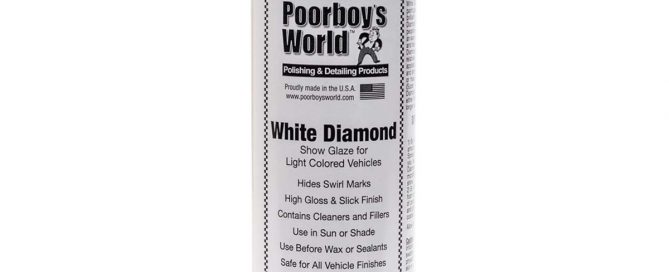 Poorboy's
World™
Polishing & Detailing Products
Proudly made in the U.S.A.
www.poorboysworld.com
White Diamond
Show Glaze for
Light Colored Vehicles
Hides Swirl Marks
High Gloss & Slick Finish
Contains Cleaners and Fillers
Use in Sun or Shade
Use Before Wax or Sealants
Safe for All Vehicle Finishes